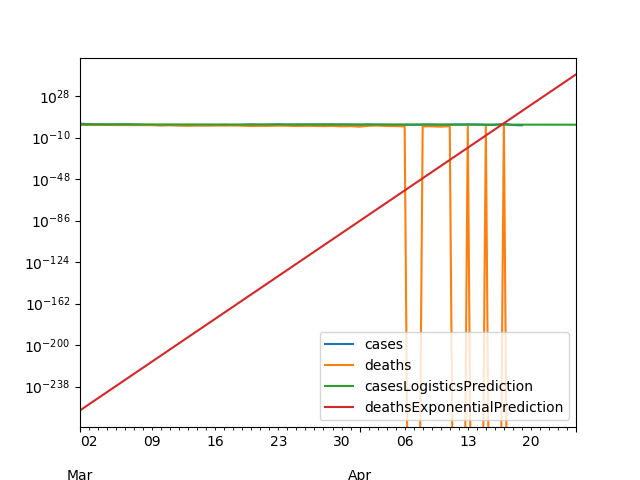 10^28
10^−10
10^−48
10^−86
10^−124
10^−162
10^−200
10^−238
cases
deaths
casesLogisticsPrediction
deathsExponentialPrediction
02 09 16 23 30 06 13 20
Mar Apr